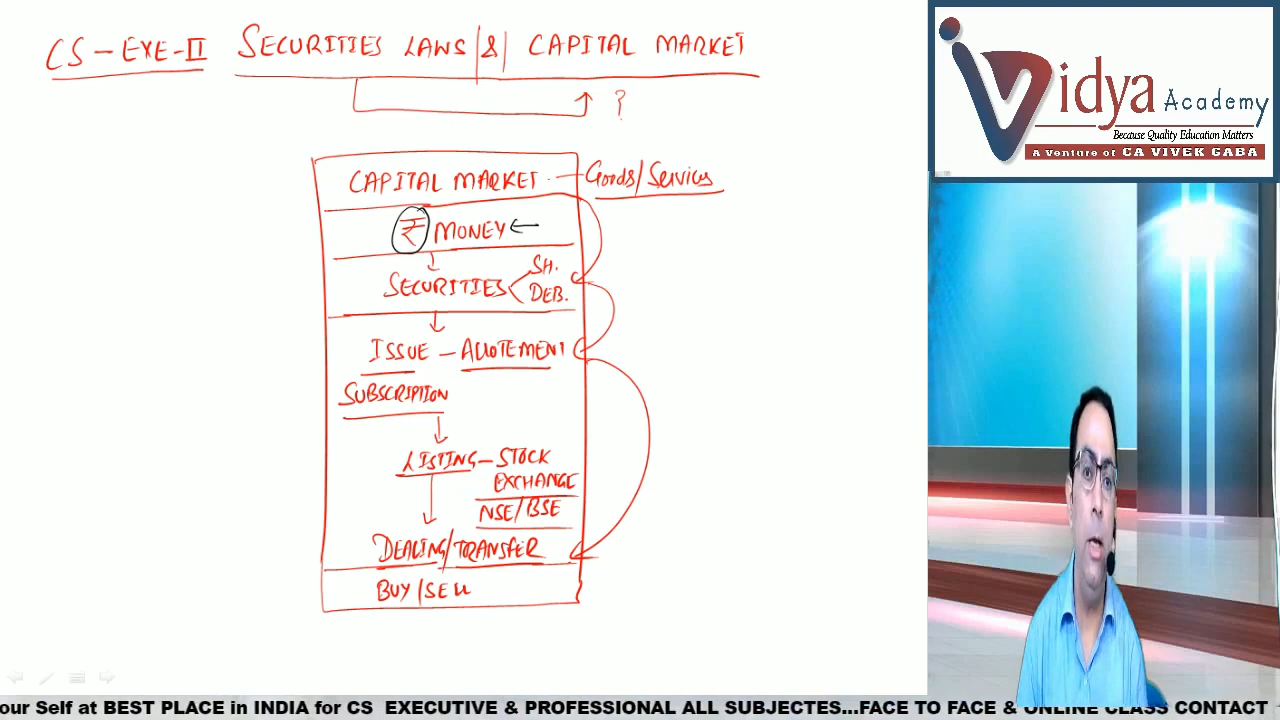 CS - EXE - II SECURITIES LAWS |&| CAPITAL MARKET
?
CAPITAL MARKET - Goods/Services
₹ MONEY
SECURITIES SH.
DEB.
ISSUE - ALLOTEMENT
SUBSCRIPTION
LISTING - STOCK
EXCHANGE
NSE/BSE
DEALING/TRANSFER
BUY/SELL
Vidya Academy
Because Quality Education Matters
A Venture of CA VIVEK GABA
our Self at BEST PLACE in INDIA for CS EXECUTIVE & PROFESSIONAL ALL SUBJECTES...FACE TO FACE & ONLINE CLASS CONTACT